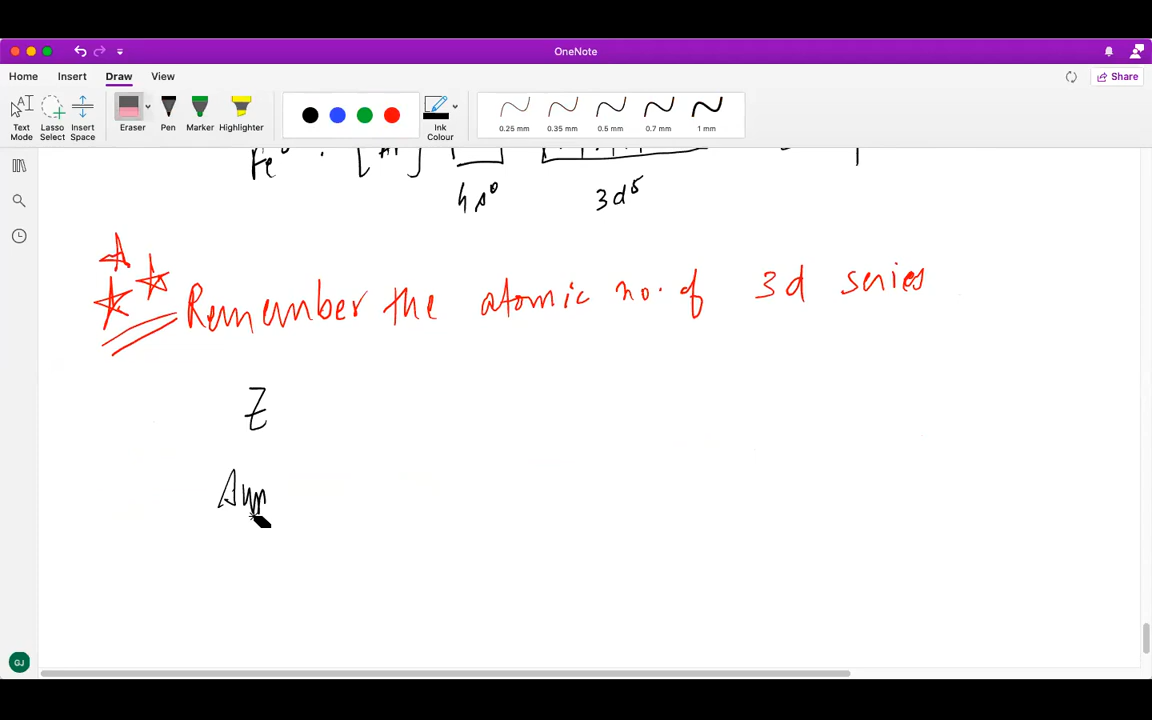 OneNote
Home Insert Draw View Share
Text Mode Lasso Select Insert Space Eraser Pen Marker Highlighter Ink Colour 0.25 mm 0.35 mm 0.5 mm 0.7 mm 1 mm
4s⁰ 3d⁵
Remember the atomic no. of 3d series
Z
GJ